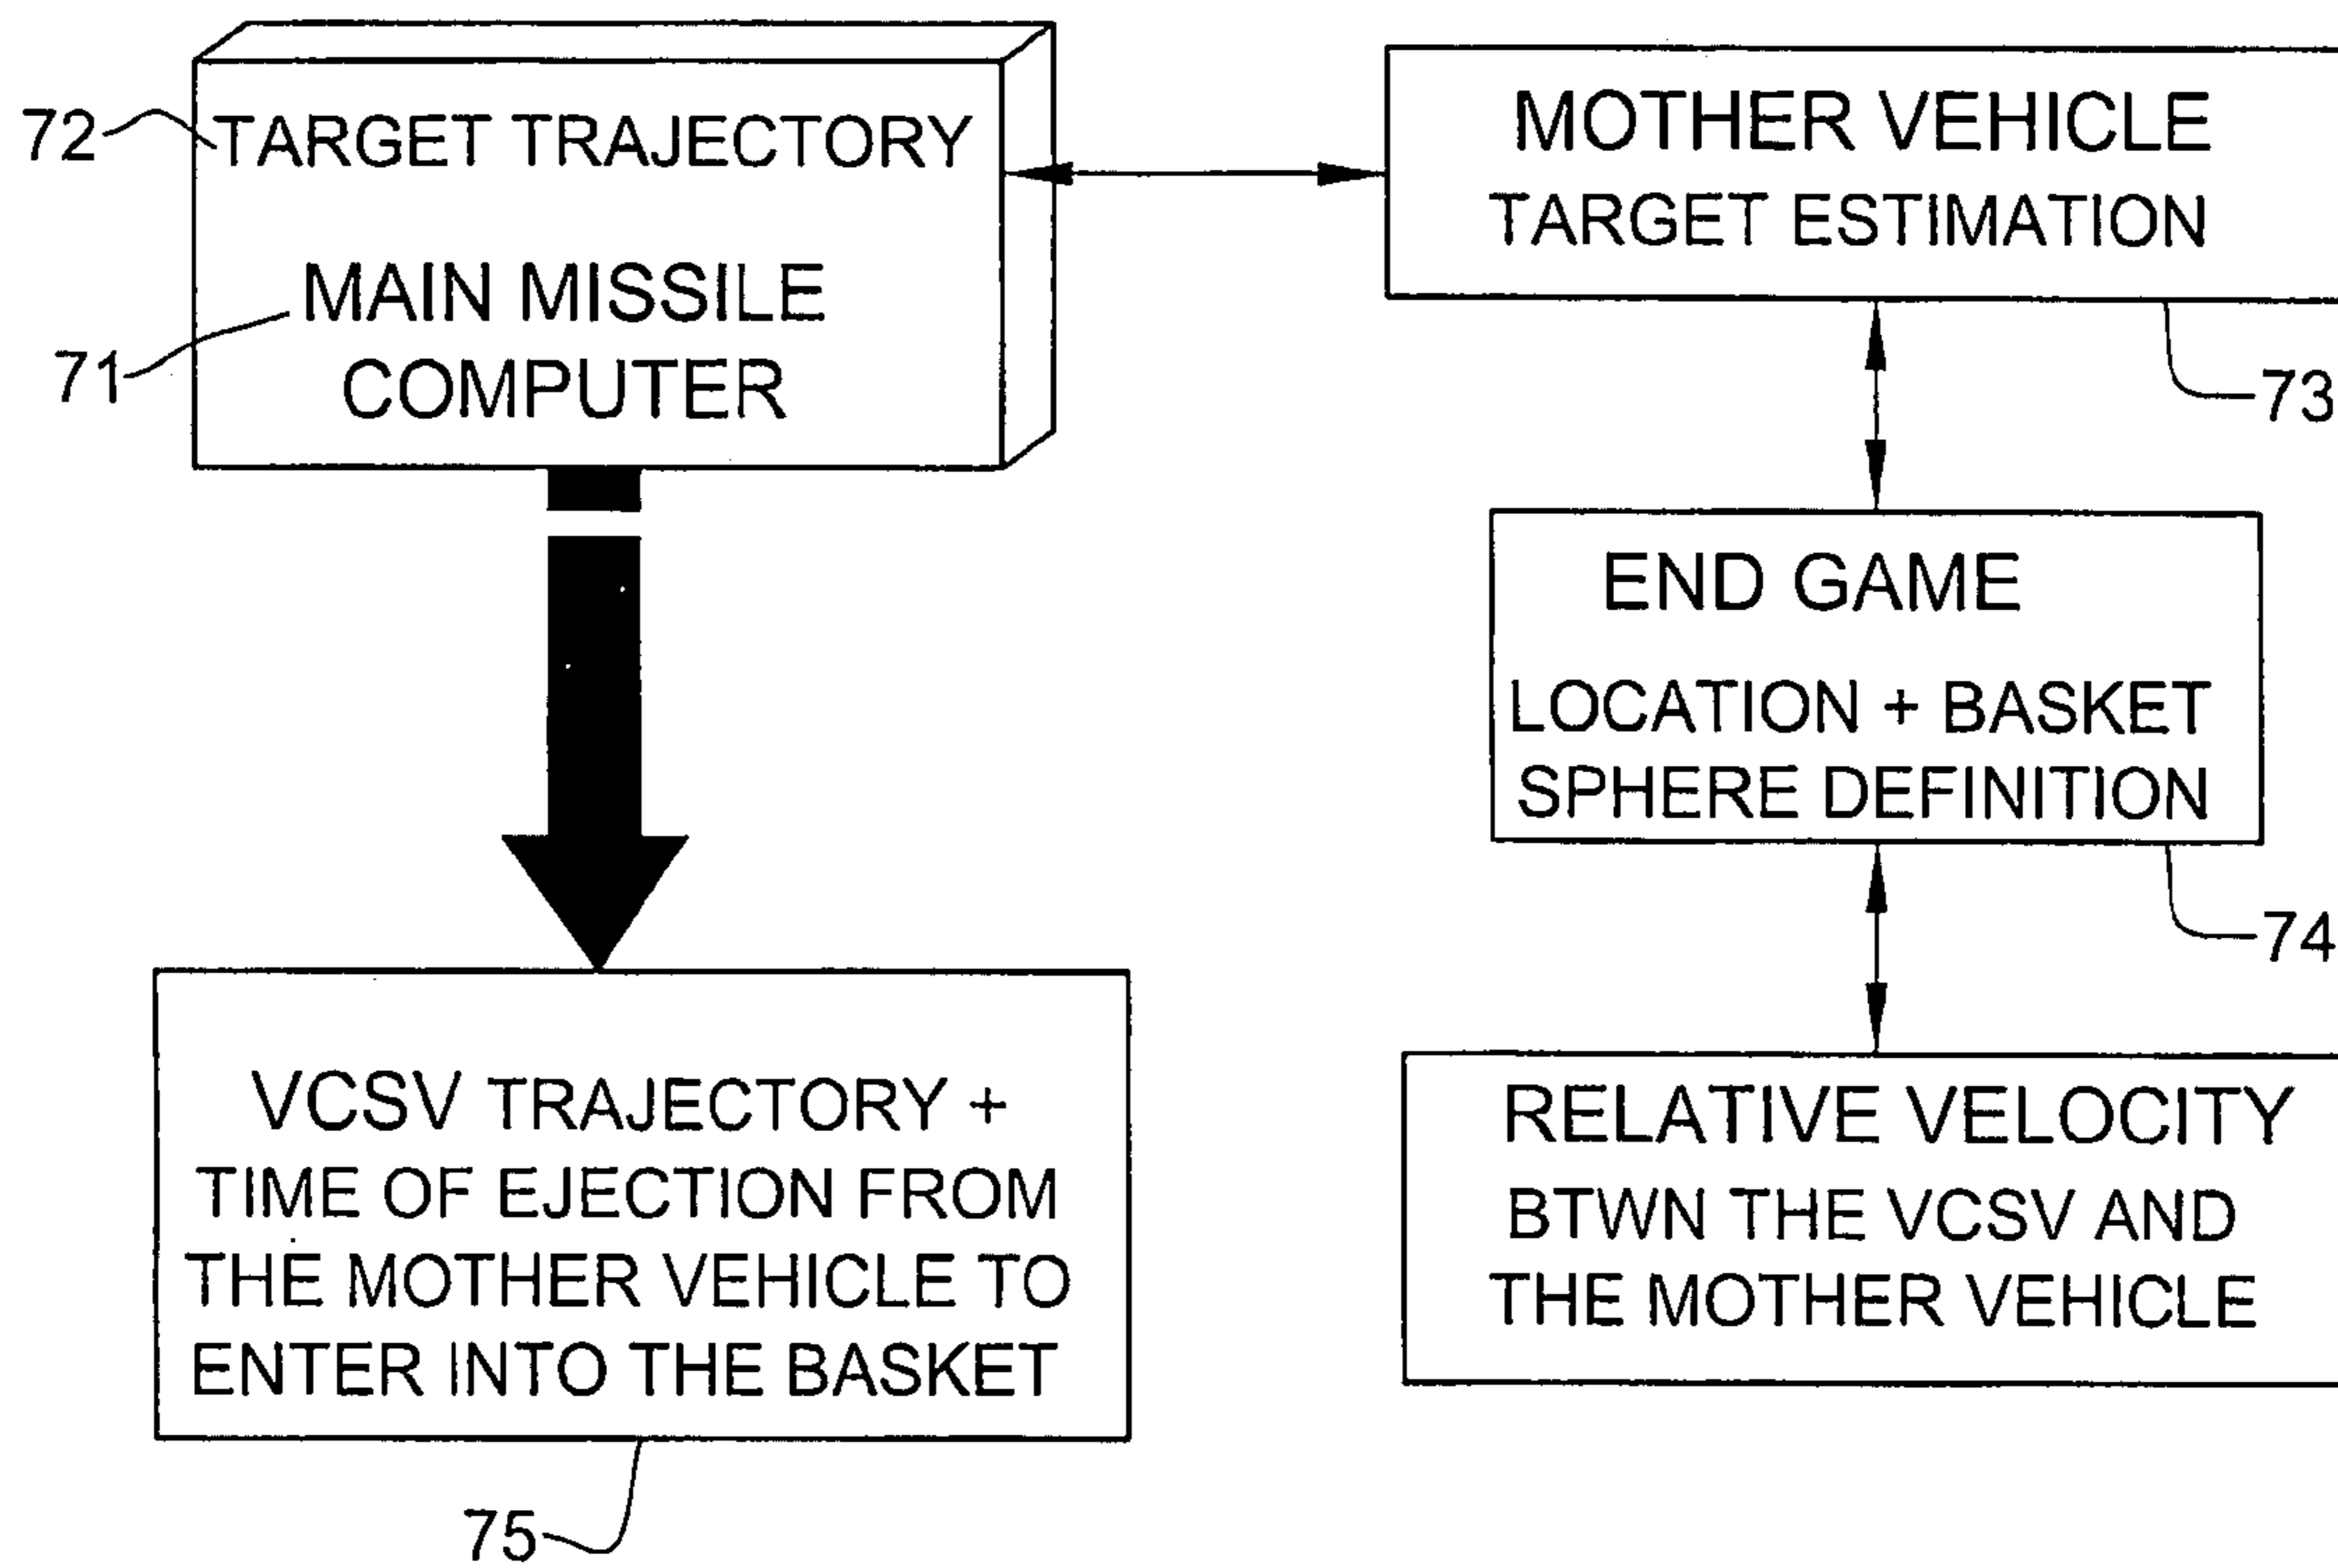 72
TARGET TRAJECTORY
71
MAIN MISSILE
COMPUTER
MOTHER VEHICLE
TARGET ESTIMATION
73
END GAME
LOCATION + BASKET
SPHERE DEFINITION
74
VCSV TRAJECTORY +
TIME OF EJECTION FROM
THE MOTHER VEHICLE TO
ENTER INTO THE BASKET
75
RELATIVE VELOCITY
BTWN THE VCSV AND
THE MOTHER VEHICLE